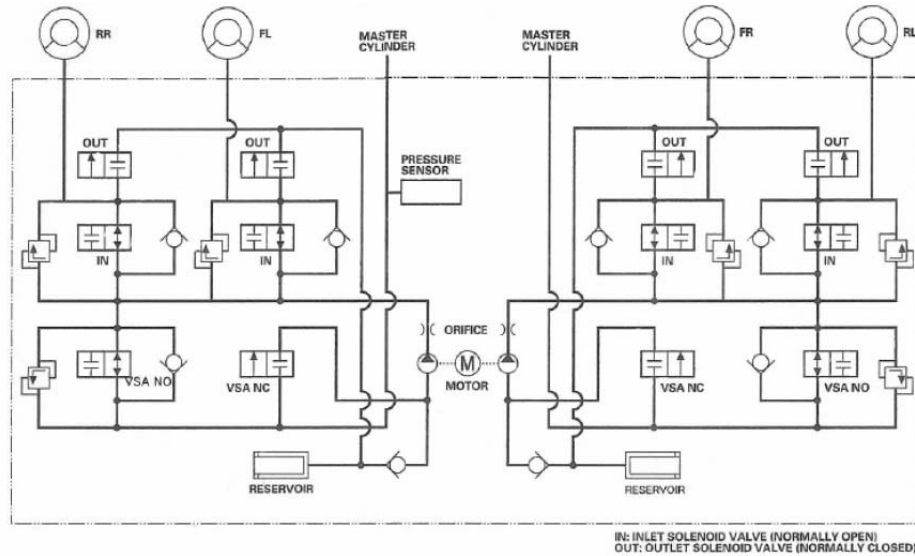 RR
FL
MASTER
CYLINDER
MASTER
CYLINDER
FR
RL
OUT
OUT
PRESSURE
SENSOR
OUT
OUT
IN
IN
IN
IN
ORIFICE
VSA NO
VSA NC
M
MOTOR
VSA NC
VSA NO
RESERVOIR
RESERVOIR
IN: INLET SOLENOID VALVE (NORMALLY OPEN)
OUT: OUTLET SOLENOID VALVE (NORMALLY CLOSED)